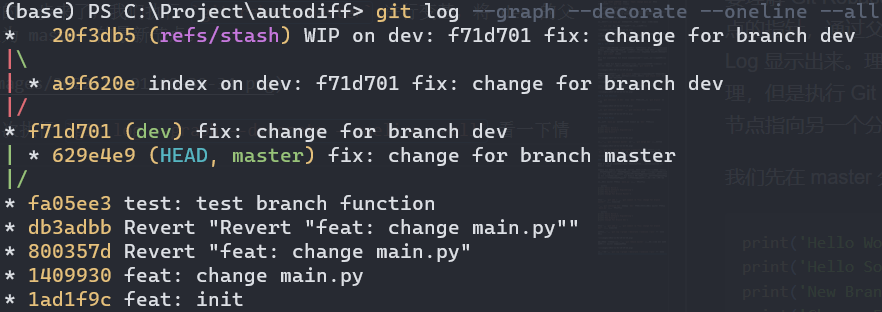 (base) PS C:\Project\autodiff> git log --graph --decorate --oneline --all
*   20f3db5 (refs/stash) WIP on dev: f71d701 fix: change for branch dev
|\
| * a9f620e index on dev: f71d701 fix: change for branch dev
|/
* f71d701 (dev) fix: change for branch dev
| * 629e4e9 (HEAD, master) fix: change for branch master
|/
* fa05ee3 test: test branch function
* db3adbb Revert "Revert "feat: change main.py""
* 800357d Revert "feat: change main.py"
* 1409930 feat: change main.py
* 1ad1f9c feat: init
Log 显示出来。理
理，但是执行 Git
节点指向另一个分
我们先在 master
print('Hello Wo
print('Hello So
print('New Bran
看一下情